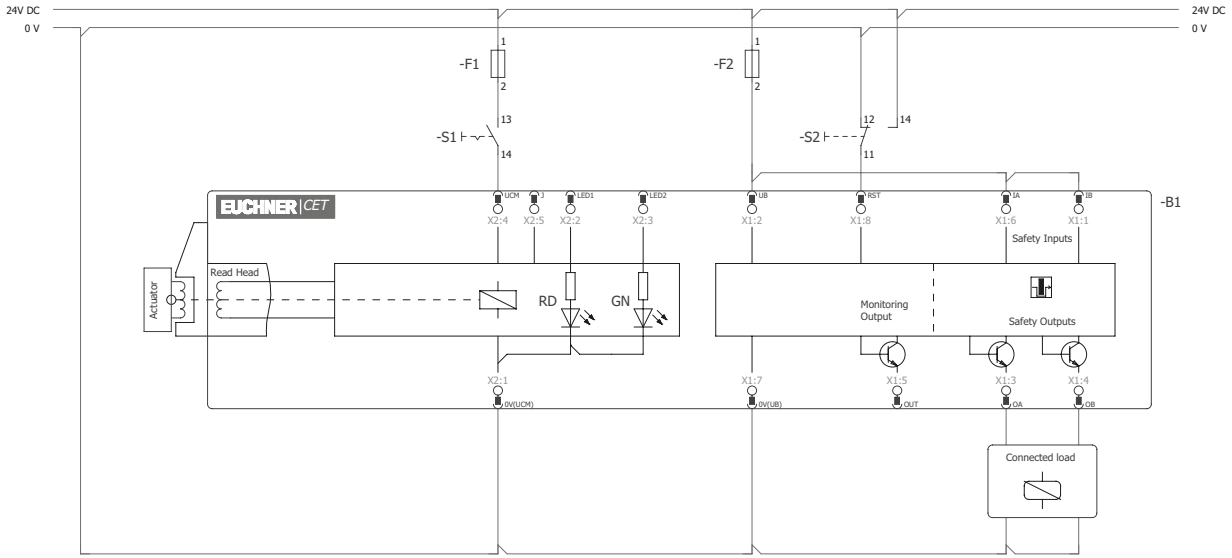 24V DC
24V DC
0 V
0 V
1
1
-F1
-F2
2
2
13
12
14
-S1
-S2
14
11
EUCHNER CET
UCM
J
LED1
LED2
UB
RST
IA
IB
-B1
X2:4
X2:5
X2:2
X2:3
X1:2
X1:8
X1:6
X1:1
Safety Inputs
Read Head
Actuator
RD
GN
Monitoring
Output
Safety Outputs
X2:1
X1:7
X1:5
X1:3
X1:4
0V(UCM)
0V(UB)
OUT
OA
OB
Connected load